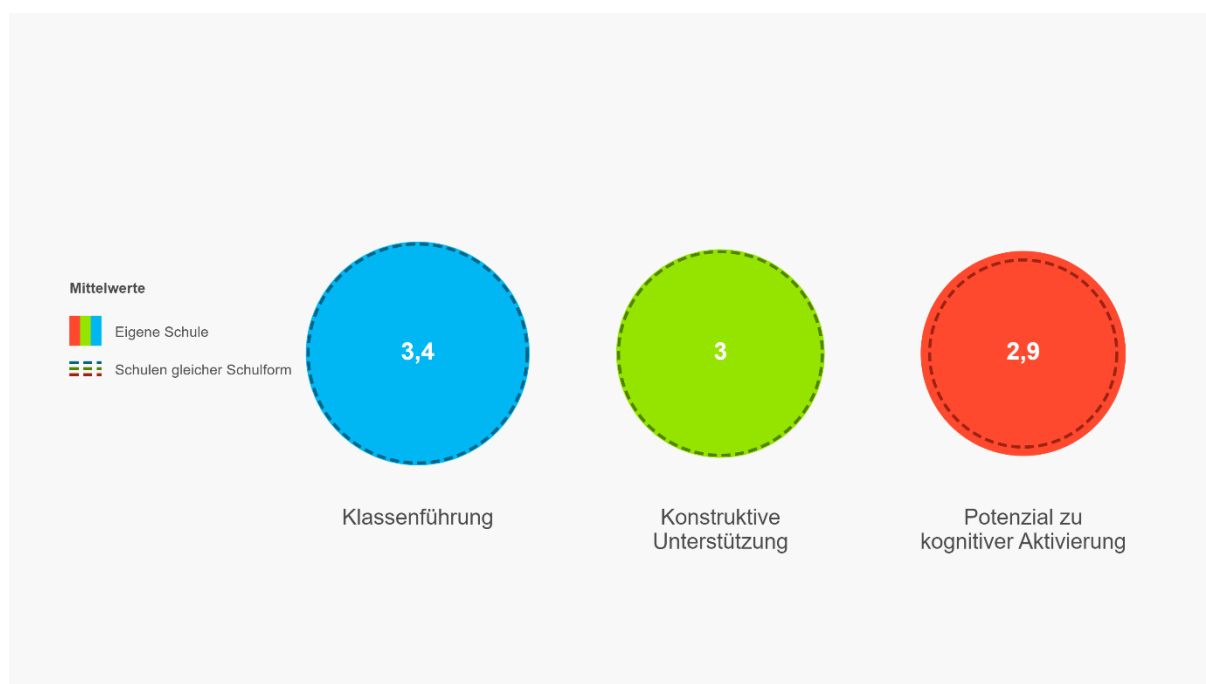 Mittelwerte
Eigene Schule
Schulen gleicher Schulform
3,4
3
2,9
Klassenführung
Konstruktive
Unterstützung
Potenzial zu
kognitiver Aktivierung